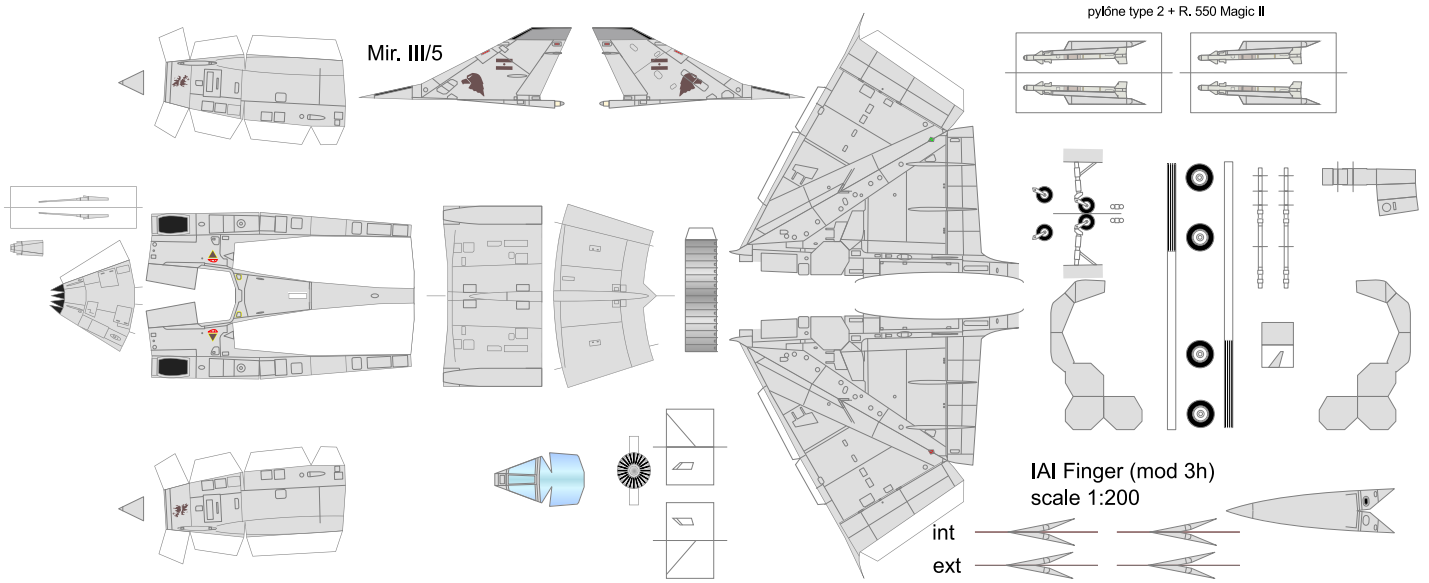 pylône type 2 + R. 550 Magic II
Mir. III/5
IAI Finger (mod 3h)
scale 1:200
int
ext